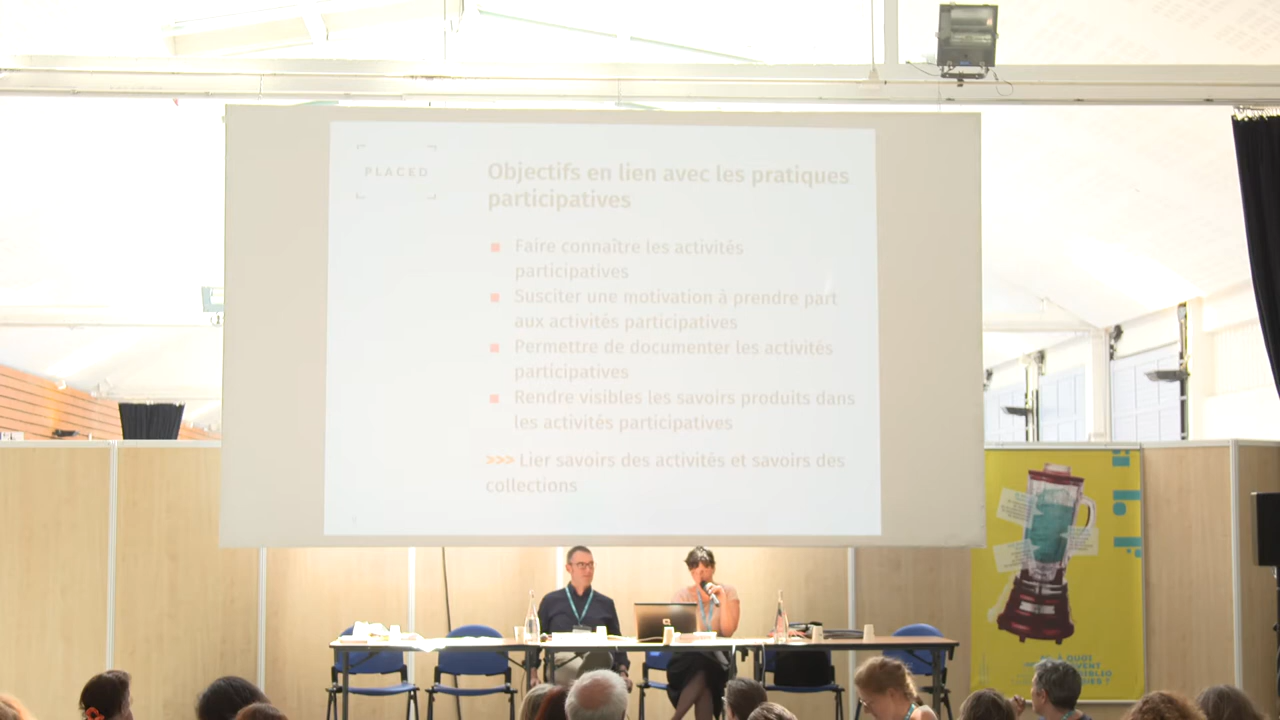 PLACED
Objectifs en lien avec les pratiques
participatives
Faire connaître les activités
participatives
Susciter une motivation à prendre part
aux activités participatives
Permettre de documenter les activités
participatives
Rendre visibles les savoirs produits dans
les activités participatives
>>> Lier savoirs des activités et savoirs des
collections
À QUOI